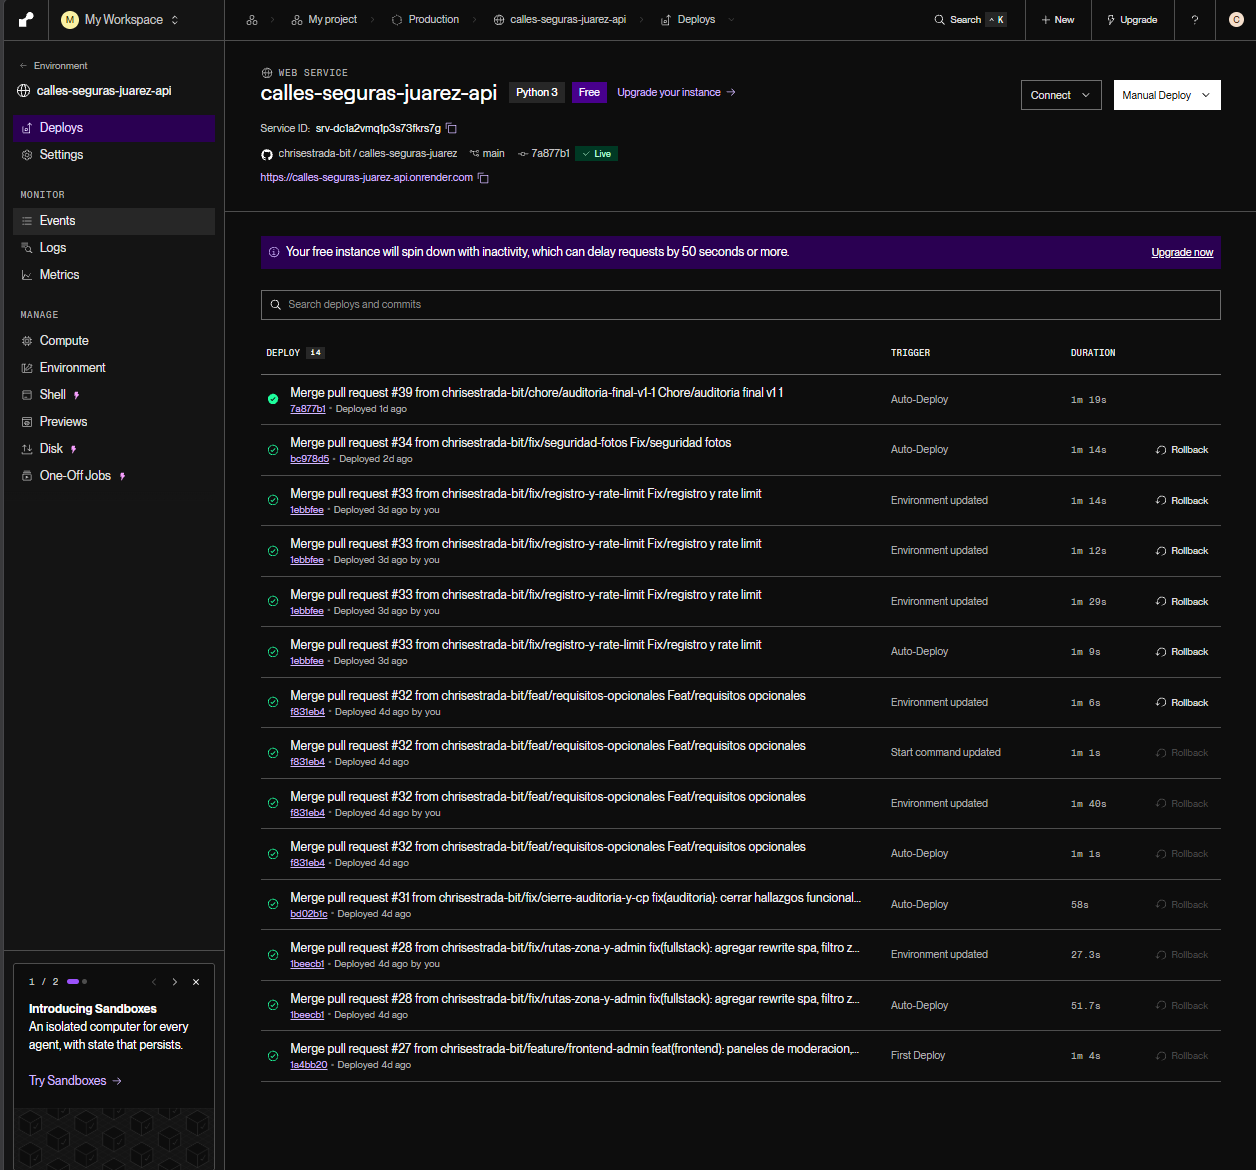 M My Workspace
My project
Production
calles-seguras-juarez-api
Deploys
Search ^ K
+ New
Upgrade
?
C
← Environment
calles-seguras-juarez-api
Deploys
Settings
MONITOR
Events
Logs
Metrics
MANAGE
Compute
Environment
Shell
Previews
Disk
One-Off Jobs
1 / 2
Introducing Sandboxes
An isolated computer for every
agent, with state that persists.
Try Sandboxes →
WEB SERVICE
calles-seguras-juarez-api Python 3 Free Upgrade your instance →
Connect
Manual Deploy
Service ID: srv-dc1a2vmq1p3s73fkrs7g
chrisestrada-bit / calles-seguras-juarez main 7a877b1 Live
https://calles-seguras-juarez-api.onrender.com
Your free instance will spin down with inactivity, which can delay requests by 50 seconds or more. Upgrade now
Search deploys and commits
DEPLOY 14 TRIGGER DURATION
Merge pull request #39 from chrisestrada-bit/chore/auditoria-final-v1-1 Chore/auditoria final v1 1
7a877b1 • Deployed 1d ago
Auto-Deploy 1m 19s
Merge pull request #34 from chrisestrada-bit/fix/seguridad-fotos Fix/seguridad fotos
bc978d5 • Deployed 2d ago
Auto-Deploy 1m 14s Rollback
Merge pull request #33 from chrisestrada-bit/fix/registro-y-rate-limit Fix/registro y rate limit
1ebbfee • Deployed 3d ago by you
Environment updated 1m 14s Rollback
Merge pull request #33 from chrisestrada-bit/fix/registro-y-rate-limit Fix/registro y rate limit
1ebbfee • Deployed 3d ago by you
Environment updated 1m 12s Rollback
Merge pull request #33 from chrisestrada-bit/fix/registro-y-rate-limit Fix/registro y rate limit
1ebbfee • Deployed 3d ago by you
Environment updated 1m 29s Rollback
Merge pull request #33 from chrisestrada-bit/fix/registro-y-rate-limit Fix/registro y rate limit
1ebbfee • Deployed 3d ago
Auto-Deploy 1m 9s Rollback
Merge pull request #32 from chrisestrada-bit/feat/requisitos-opcionales Feat/requisitos opcionales
f831eb4 • Deployed 4d ago by you
Environment updated 1m 6s Rollback
Merge pull request #32 from chrisestrada-bit/feat/requisitos-opcionales Feat/requisitos opcionales
f831eb4 • Deployed 4d ago
Start command updated 1m 1s Rollback
Merge pull request #32 from chrisestrada-bit/feat/requisitos-opcionales Feat/requisitos opcionales
f831eb4 • Deployed 4d ago by you
Environment updated 1m 40s Rollback
Merge pull request #32 from chrisestrada-bit/feat/requisitos-opcionales Feat/requisitos opcionales
f831eb4 • Deployed 4d ago
Auto-Deploy 1m 1s Rollback
Merge pull request #31 from chrisestrada-bit/fix/cierre-auditoria-y-cp fix(auditoria): cerrar hallazgos funcional...
bd02b1c • Deployed 4d ago
Auto-Deploy 58s Rollback
Merge pull request #28 from chrisestrada-bit/fix/rutas-zona-y-admin fix(fullstack): agregar rewrite spa, filtro z...
1beecb1 • Deployed 4d ago by you
Environment updated 27.3s Rollback
Merge pull request #28 from chrisestrada-bit/fix/rutas-zona-y-admin fix(fullstack): agregar rewrite spa, filtro z...
1beecb1 • Deployed 4d ago
Auto-Deploy 51.7s Rollback
Merge pull request #27 from chrisestrada-bit/feature/frontend-admin feat(frontend): paneles de moderacion,...
1a4bb20 • Deployed 4d ago
First Deploy 1m 4s Rollback